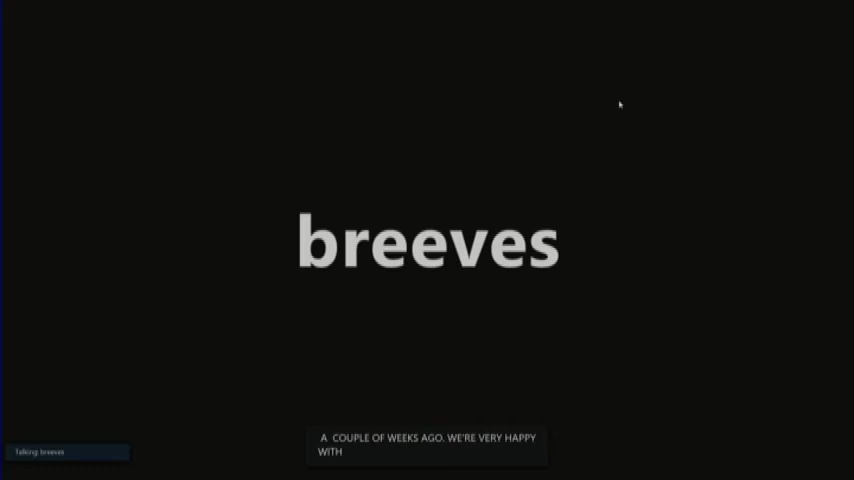 breeves
A COUPLE OF WEEKS AGO. WE'RE VERY HAPPY
WITH
Talking: breeves